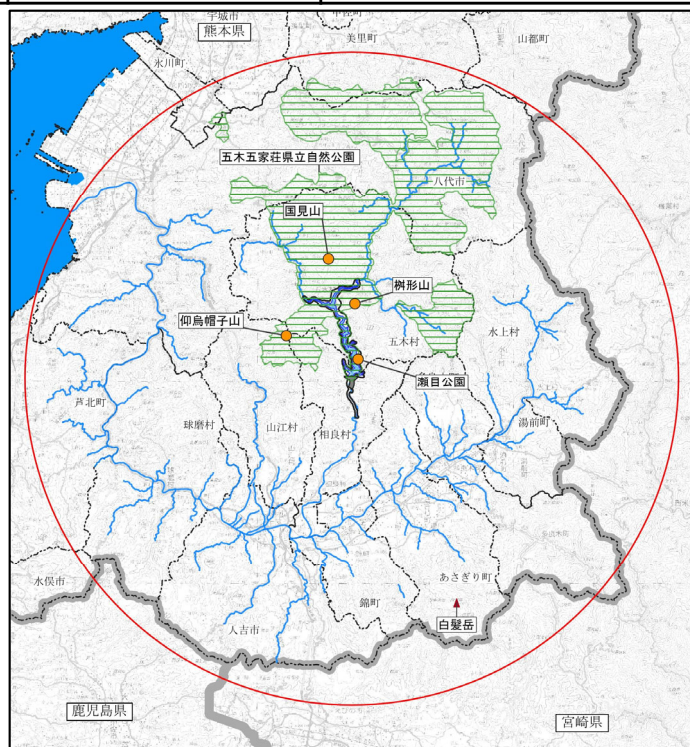 宇城市
熊本県
美里町
山都町
氷川町
五木五家荘県立自然公園
八代市
国見山
桝形山
仰烏帽子山
五木村
水上村
瀬目公園
芦北町
球磨村
山江村
相良村
湯前町
水俣市
あさぎり町
錦町
白髪岳
人吉市
鹿児島県
宮崎県